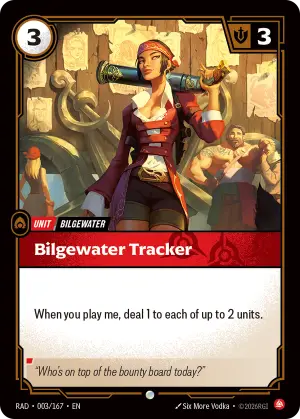 3
3
UNIT
BILGEWATER
Bilgewater Tracker
When you play me, deal 1 to each of up to 2 units.
"Who's on top of the bounty board today?"
RAD • 003/167 • EN
Six More Vodka • ©2026RGI